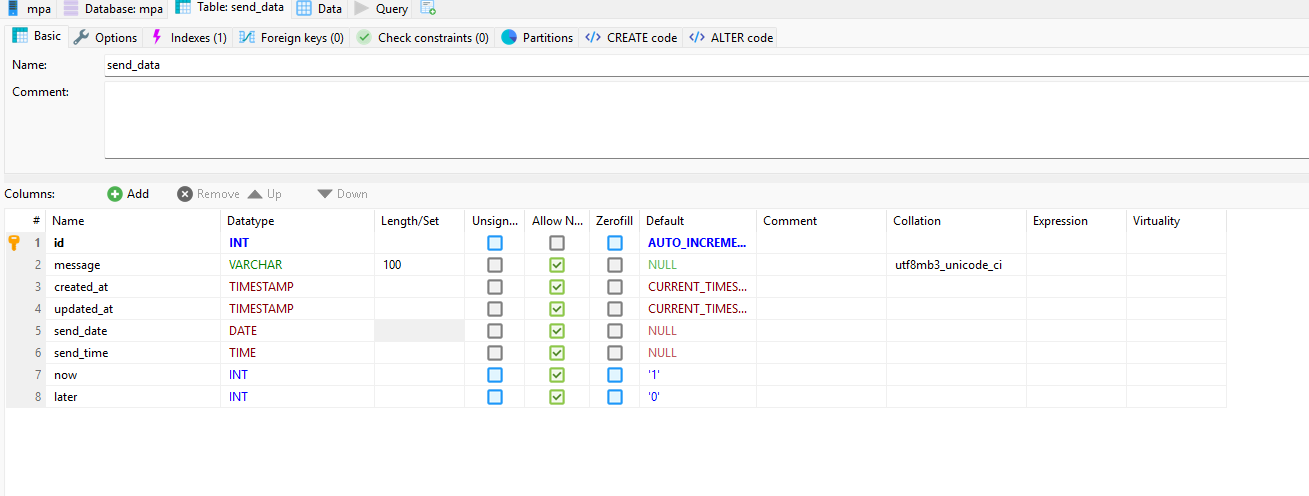 mpa Database: mpa Table: send_data Data Query
Basic Options Indexes (1) Foreign keys (0) Check constraints (0) Partitions CREATE code ALTER code
Name: send_data
Comment:
Columns: Add Remove Up Down
# Name Datatype Length/Set Unsign... Allow N... Zerofill Default Comment Collation Expression Virtuality
1 id INT AUTO_INCREME...
2 message VARCHAR 100 NULL utf8mb3_unicode_ci
3 created_at TIMESTAMP CURRENT_TIMES...
4 updated_at TIMESTAMP CURRENT_TIMES...
5 send_date DATE NULL
6 send_time TIME NULL
7 now INT '1'
8 later INT '0'